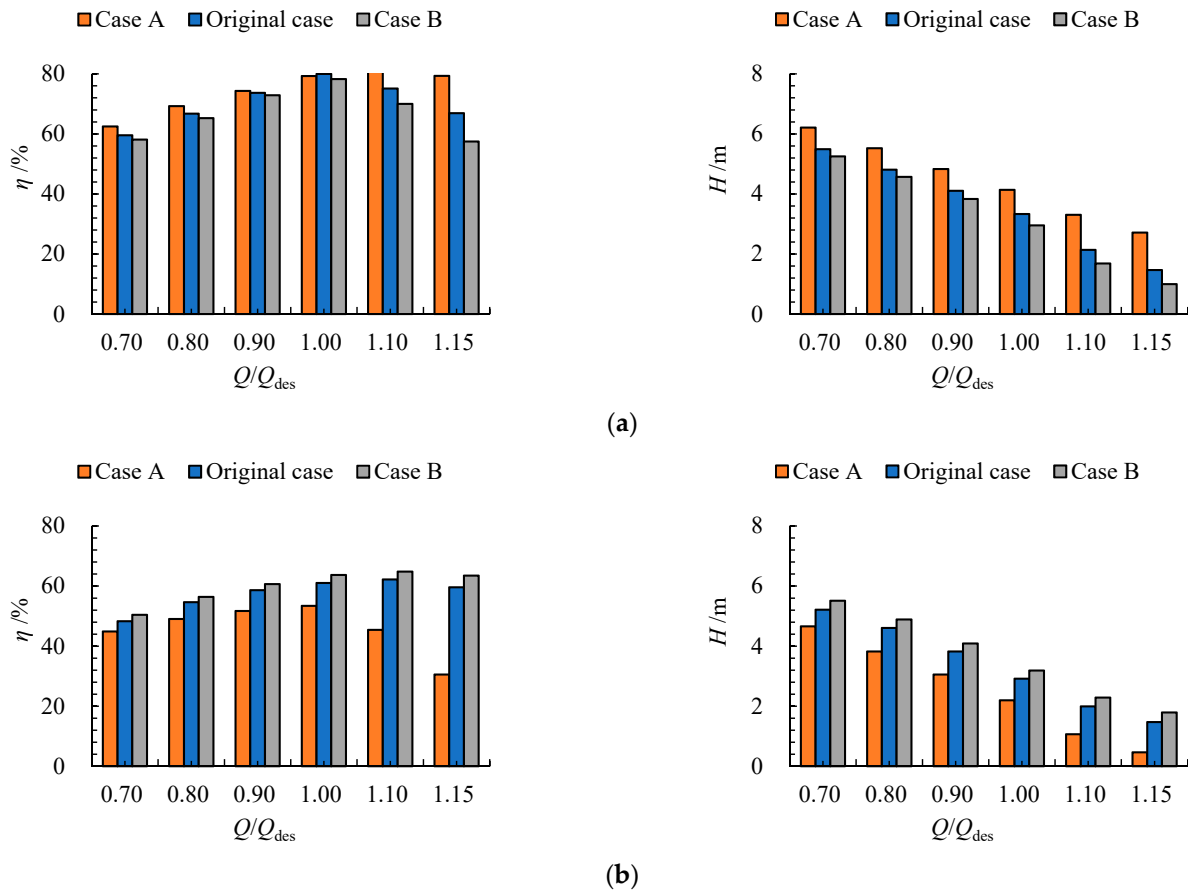 Case A Original case Case B
80
60
40
20
0
η /%
0.70 0.80 0.90 1.00 1.10 1.15
Q/Qdes
Case A Original case Case B
8
6
4
2
0
H /m
0.70 0.80 0.90 1.00 1.10 1.15
Q/Qdes
(a)
Case A Original case Case B
80
60
40
20
0
η /%
0.70 0.80 0.90 1.00 1.10 1.15
Q/Qdes
Case A Original case Case B
8
6
4
2
0
H /m
0.70 0.80 0.90 1.00 1.10 1.15
Q/Qdes
(b)